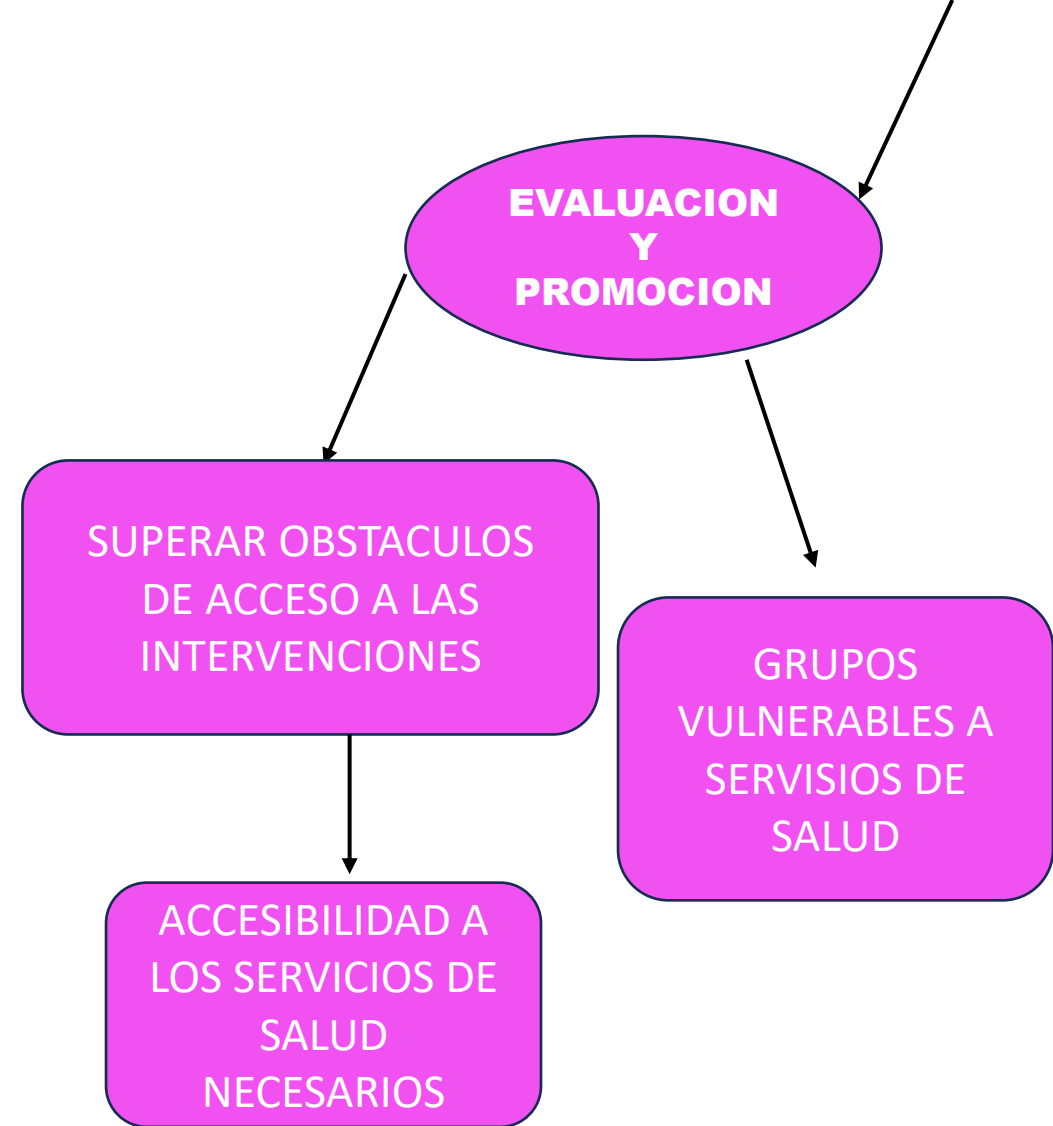 EVALUACION
Y
PROMOCION
SUPERAR OBSTACULOS
DE ACCESO A LAS
INTERVENCIONES
GRUPOS
VULNERABLES A
SERVISIOS DE
SALUD
ACCESIBILIDAD A
LOS SERVICIOS DE
SALUD
NECESARIOS